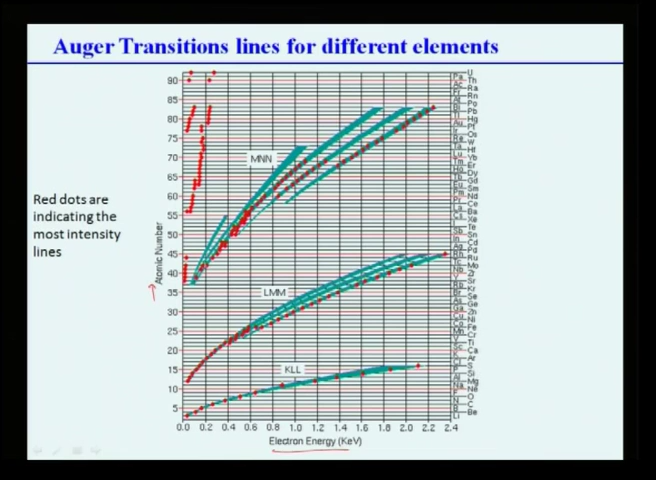 Auger Transitions lines for different elements
Red dots are
indicating the
most intensity
lines
Atomic Number
90
85
80
75
70
65
60
55
50
45
40
35
30
25
20
15
10
5
MNN
LMM
KLL
0.0 0.2 0.4 0.6 0.8 1.0 1.2 1.4 1.6 1.8 2.0 2.2 2.4
Electron Energy (KeV)
U
Pa Th
Ac Ra
Rn
Po
Pb
Hg
Pt
Os
W
Hf
Yb
Er
Dy
Gd
Sm
Nd
Ce
Ba
Xe
Te
Sn
Cd
Pd
Ru
Mo
Zr
Sr
Kr
Se
Ge
Zn
Ni
Fe
Cr
Ti
Ca
Ar
S
Si
Mg
Ne
O
C
Be
Li